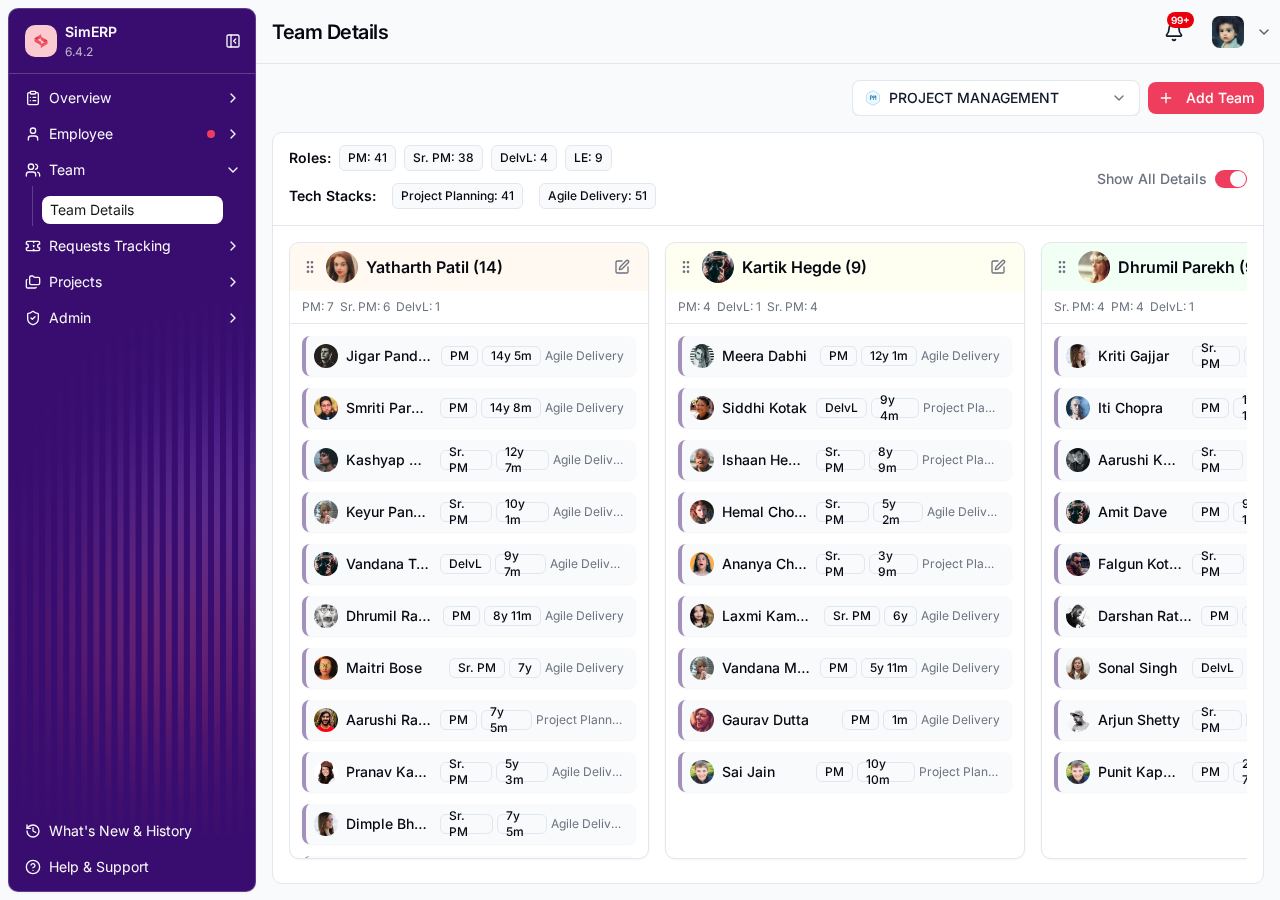 SimERP
6.4.2
Overview
Employee
Team
Team Details
Requests Tracking
Projects
Admin
What's New & History
Help & Support
Team Details
99+
PM PROJECT MANAGEMENT
Add Team
Roles: PM: 41 Sr. PM: 38 DelvL: 4 LE: 9
Tech Stacks: Project Planning: 41 Agile Delivery: 51
Show All Details
Yatharth Patil (14)
PM: 7 Sr. PM: 6 DelvL: 1
Jigar Pand... PM 14y 5m Agile Delivery
Smriti Par... PM 14y 8m Agile Delivery
Kashyap ... Sr. PM 12y 7m Agile Deliv...
Keyur Pan... Sr. PM 10y 1m Agile Deliv...
Vandana T... DelvL 9y 7m Agile Deliv...
Dhrumil Ra... PM 8y 11m Agile Delivery
Maitri Bose Sr. PM 7y Agile Delivery
Aarushi Ra... PM 7y 5m Project Plann...
Pranav Ka... Sr. PM 5y 3m Agile Deliv...
Dimple Bh... Sr. PM 7y 5m Agile Deliv...
Kartik Hegde (9)
PM: 4 DelvL: 1 Sr. PM: 4
Meera Dabhi PM 12y 1m Agile Delivery
Siddhi Kotak DelvL 9y 4m Project Pla...
Ishaan He... Sr. PM 8y 9m Project Pla...
Hemal Cho... Sr. PM 5y 2m Agile Deliv...
Ananya Ch... Sr. PM 3y 9m Project Pla...
Laxmi Kam... Sr. PM 6y Agile Delivery
Vandana M... PM 5y 11m Agile Delivery
Gaurav Dutta PM 1m Agile Delivery
Sai Jain PM 10y 10m Project Plan...
Dhrumil Parekh (9
Sr. PM: 4 PM: 4 DelvL: 1
Kriti Gajjar Sr. PM
Iti Chopra PM
Aarushi K... Sr. PM
Amit Dave PM
Falgun Kot... Sr. PM
Darshan Rat... PM
Sonal Singh DelvL
Arjun Shetty Sr. PM
Punit Kap... PM